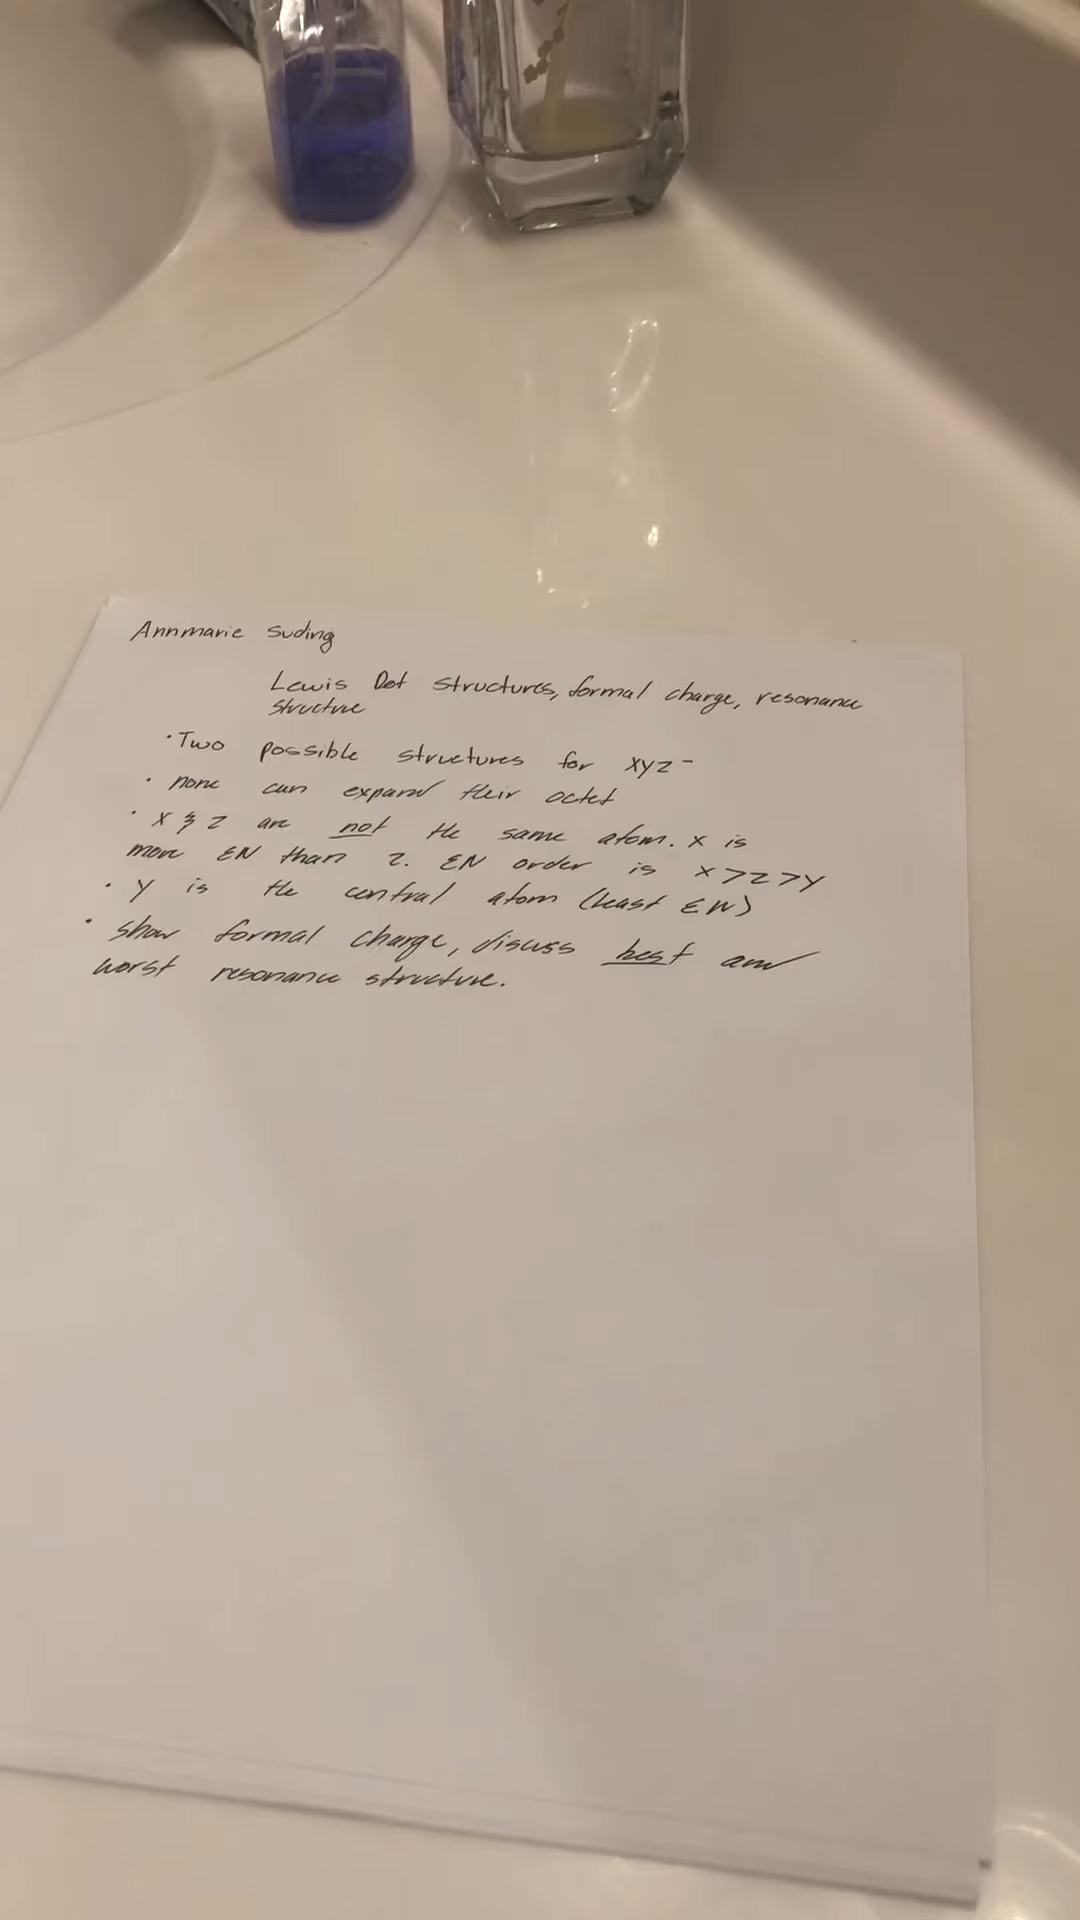 Annmarie Suding
Lewis Dot structures, formal charge, resonance
structure
• Two possible structures for xyz⁻
• none can expand their octet
• x & z are not the same atom. x is
more EN than z. EN order is x>z>y
• y is the central atom (least EN)
• show formal charge, discuss best and
worst resonance structure.